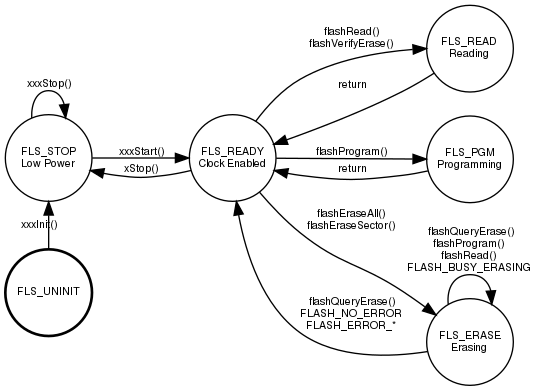 flashRead()
flashVerifyErase()
FLS_READ
Reading
return
xxxStop()
FLS_STOP
Low Power
xxxStart()
xStop()
FLS_READY
Clock Enabled
flashProgram()
return
FLS_PGM
Programming
xxxInit()
FLS_UNINIT
flashEraseAll()
flashEraseSector()
flashQueryErase()
flashProgram()
flashRead()
FLASH_BUSY_ERASING
flashQueryErase()
FLASH_NO_ERROR
FLASH_ERROR_*
FLS_ERASE
Erasing